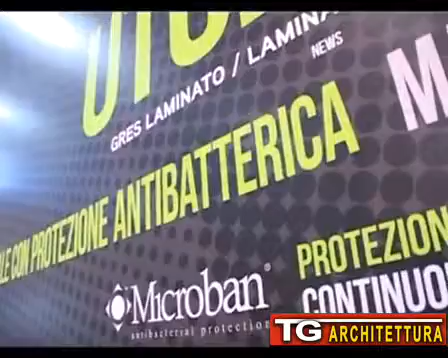 GRES LAMINATO / LAMINA
NEWS
M
LE CON PROTEZIONE ANTIBATTERICA
PROTEZION
CONTINUO
Microban®
antibacterial protection
TG ARCHITETTURA